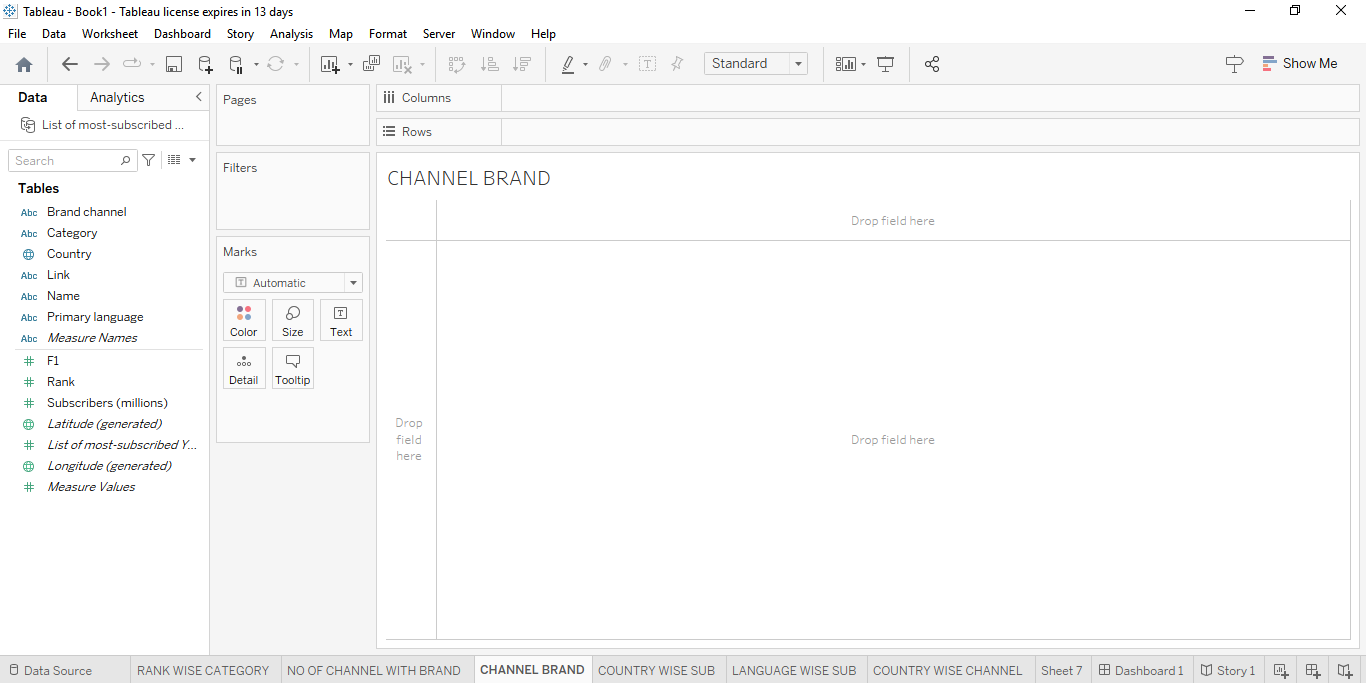 Tableau - Book1 - Tableau license expires in 13 days
File Data Worksheet Dashboard Story Analysis Map Format Server Window Help
Standard
Show Me
Data Analytics
List of most-subscribed ...
Search
Tables
Abc Brand channel
Abc Category
Country
Abc Link
Abc Name
Abc Primary language
Abc Measure Names
F1
Rank
Subscribers (millions)
Latitude (generated)
List of most-subscribed Y...
Longitude (generated)
Measure Values
Pages
Filters
Marks
T Automatic
Color Size T Text
Detail Tooltip
Columns
Rows
CHANNEL BRAND
Drop field here
Drop
field
here
Drop field here
Data Source RANK WISE CATEGORY NO OF CHANNEL WITH BRAND CHANNEL BRAND COUNTRY WISE SUB LANGUAGE WISE SUB COUNTRY WISE CHANNEL Sheet 7 Dashboard 1 Story 1